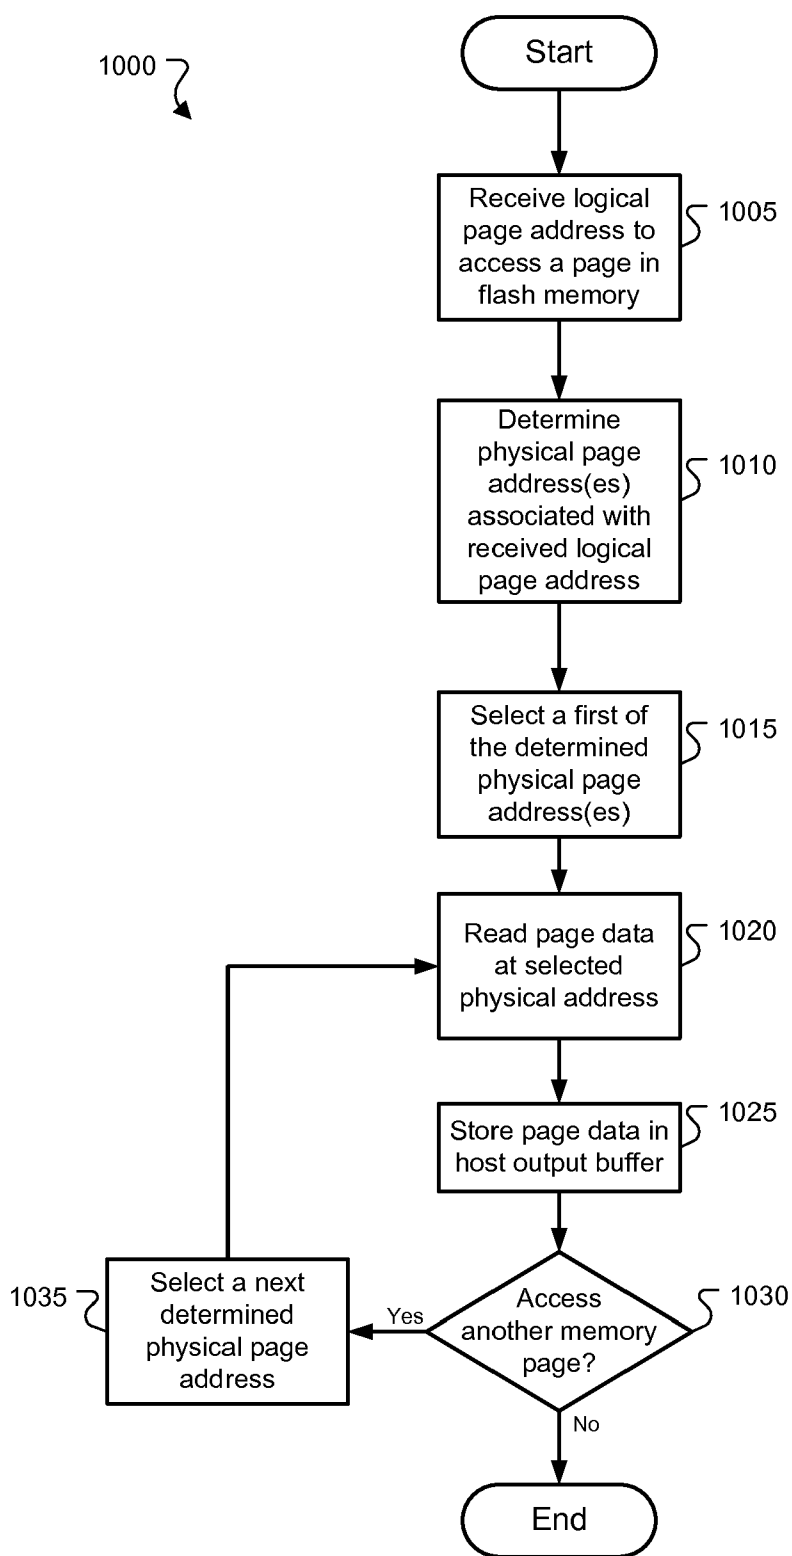 Start
1000
Receive logical
page address to
access a page in
flash memory
1005
Determine
physical page
address(es)
associated with
received logical
page address
1010
Select a first of
the determined
physical page
address(es)
1015
Read page data
at selected
physical address
1020
Store page data in
host output buffer
1025
Access
another memory
page?
1030
Yes
Select a next
determined
physical page
address
1035
No
End